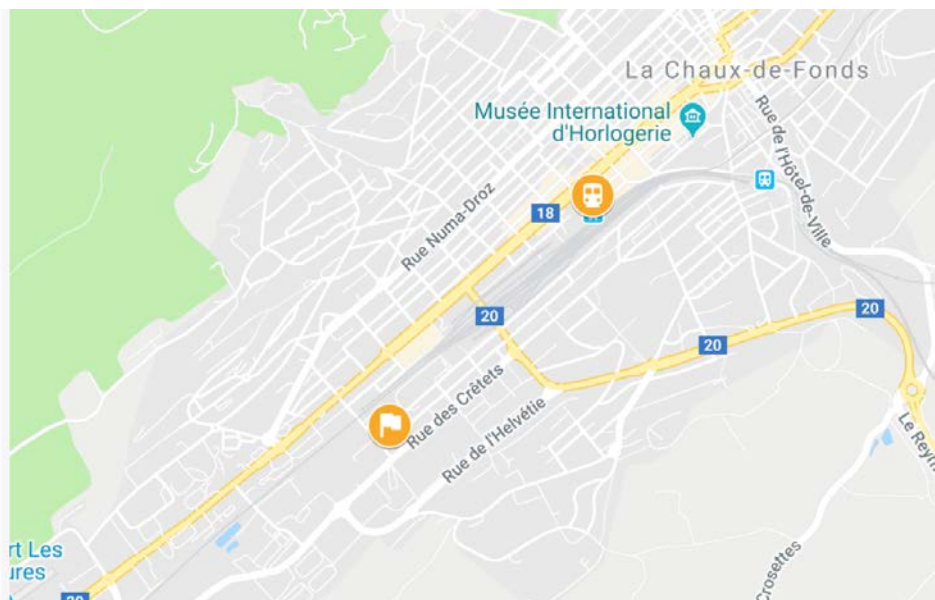 La Chaux-de-Fonds
Musée International
d'Horlogerie
Rue de l'Hôtel-de-Ville
Rue Numa-Droz
18
20
20
20
Rue des Crêtets
Rue de l'Helvétie
Le Reym
Crosettes
rt Les
ures
20